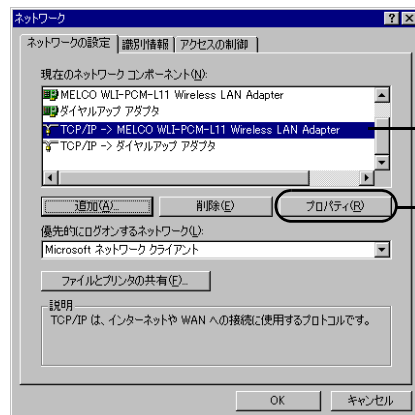 ネットワーク
ネットワークの設定 識別情報 アクセスの制御
現在のネットワーク コンポーネント(N):
MELCO WLI-PCM-L11 Wireless LAN Adapter
ダイヤルアップ アダプタ
TCP/IP -> MELCO WLI-PCM-L11 Wireless LAN Adapter
TCP/IP -> ダイヤルアップ アダプタ
追加(A)... 削除(E) プロパティ(R)
優先的にログオンするネットワーク(L):
Microsoft ネットワーク クライアント
ファイルとプリンタの共有(F)...
説明
TCP/IP は、インターネットや WAN への接続に使用するプロトコルです。
OK キャンセル